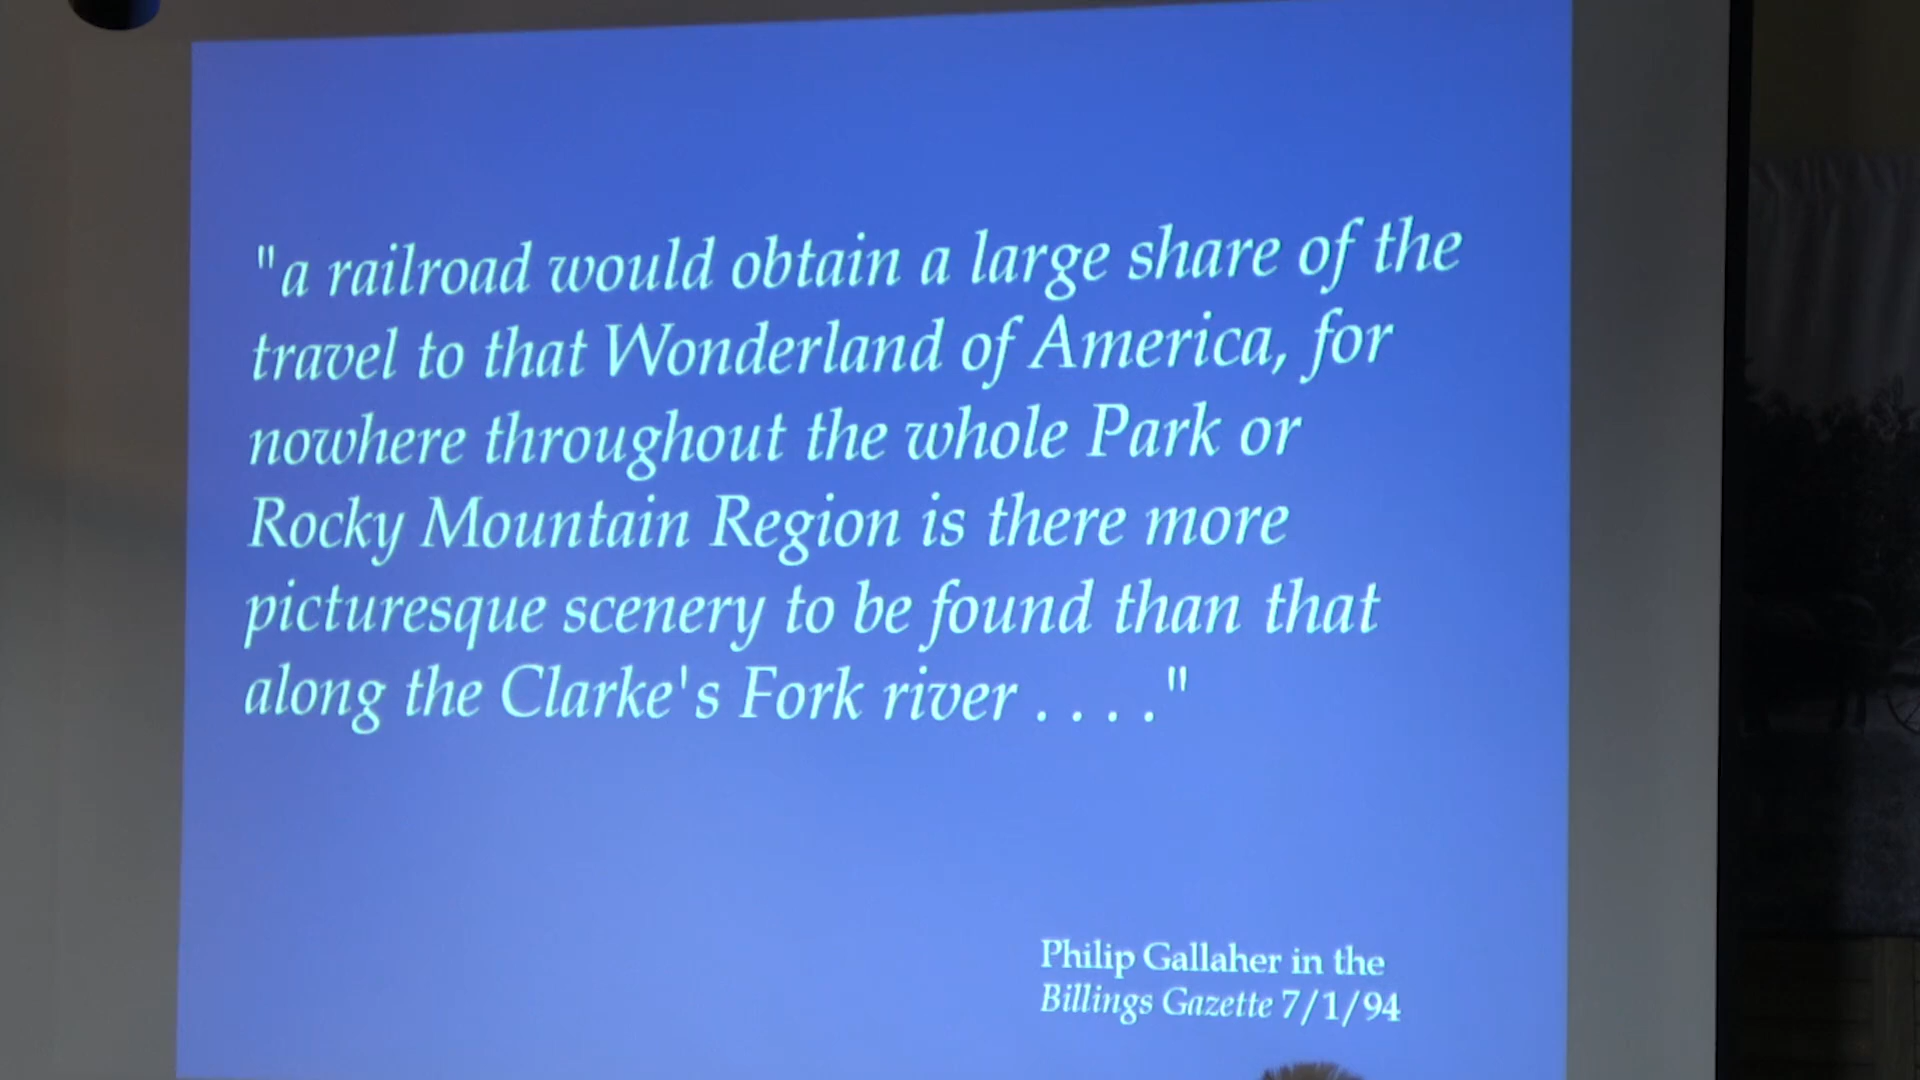 "a railroad would obtain a large share of the
travel to that Wonderland of America, for
nowhere throughout the whole Park or
Rocky Mountain Region is there more
picturesque scenery to be found than that
along the Clarke's Fork river . . . ."
Philip Gallaher in the
Billings Gazette 7/1/94